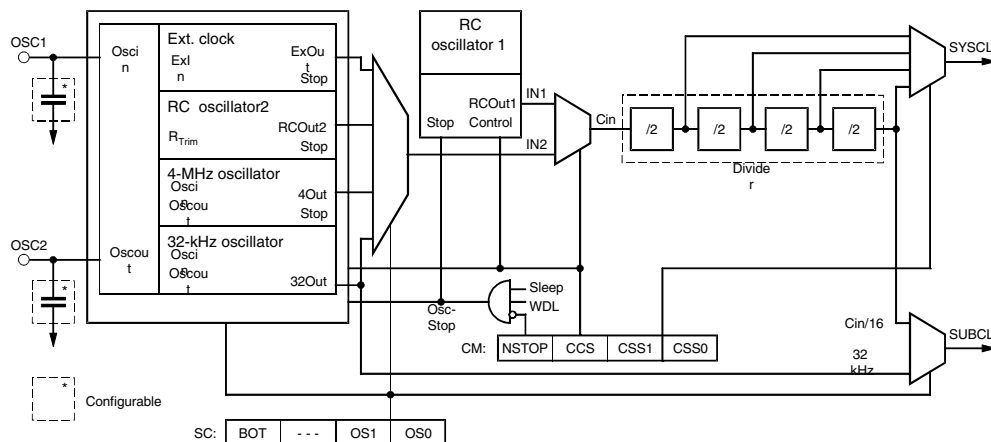 OSC1
Osci
n
Ext. clock
ExI
n
ExOu
t
Stop
*
RC oscillator2
R Trim
RCOut2
Stop
4-MHz oscillator
Osci
n
Oscou
t
4Out
Stop
OSC2
Oscou
t
32-kHz oscillator
Osci
n
Oscou
t
32Out
*
RC
oscillator 1
RCOut1
Stop
Control
IN1
IN2
Cin
/2
/2
/2
/2
Divide
r
SYSCL
Osc-
Stop
Sleep
WDL
CM:
NSTOP
CCS
CSS1
CSS0
Cin/16
32
kHz
SUBCL
*
Configurable
SC:
BOT
- - -
OS1
OS0